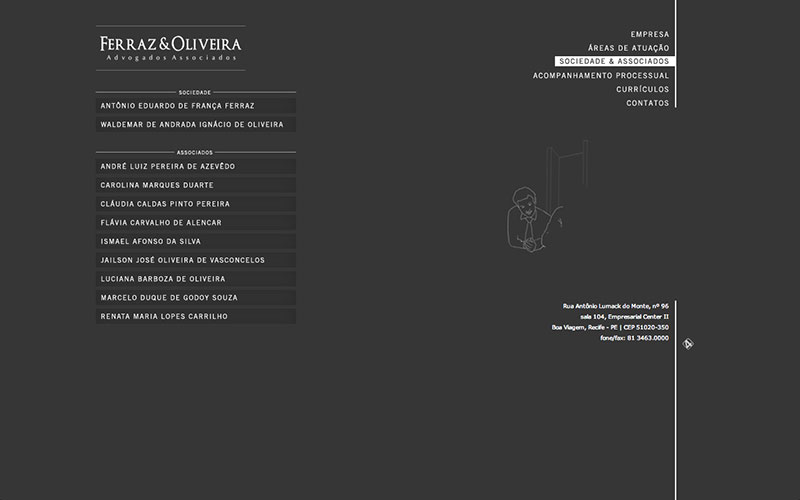 FERRAZ & OLIVEIRA
Advogados Associados
SOCIEDADE
ANTÔNIO EDUARDO DE FRANÇA FERRAZ
WALDEMAR DE ANDRADA IGNÁCIO DE OLIVEIRA
ASSOCIADOS
ANDRÉ LUIZ PEREIRA DE AZEVÊDO
CAROLINA MARQUES DUARTE
CLÁUDIA CALDAS PINTO PEREIRA
FLÁVIA CARVALHO DE ALENCAR
ISMAEL AFONSO DA SILVA
JAILSON JOSÉ OLIVEIRA DE VASCONCELOS
LUCIANA BARBOZA DE OLIVEIRA
MARCELO DUQUE DE GODOY SOUZA
RENATA MARIA LOPES CARRILHO
EMPRESA
ÁREAS DE ATUAÇÃO
SOCIEDADE & ASSOCIADOS
ACOMPANHAMENTO PROCESSUAL
CURRÍCULOS
CONTATOS
Rua Antônio Lumack do Monte, nº 96
sala 104, Empresarial Center II
Boa Viagem, Recife - PE | CEP 51020-350
fone/fax: 81 3463.0000